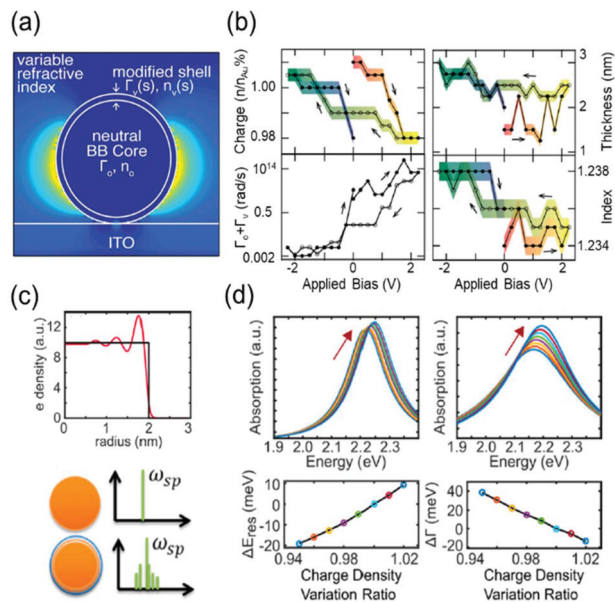 (a)
variable
refractive
index
modified shell
Γv(s), nv(s)
neutral
BB Core
Γo, no
ITO
(b)
Charge (n/nAu%)
1.00
0.98
Thickness (nm)
3
2
1
Γo+Γv (rad/s)
10¹⁴
0.5
0.002
Index
1.238
1.234
-2 -1 0 1 2
-2 -1 0 1 2
Applied Bias (V)
Applied Bias (V)
(c)
e density (a.u.)
14
10
0
0 1 2 3
radius (nm)
ωsp
ωsp
(d)
Absorption (a.u.)
1.9 2.0 2.1 2.2 2.3
Energy (eV)
Absorption (a.u.)
1.9 2.0 2.1 2.2 2.3
Energy (eV)
ΔEres (meV)
10
0
-10
-20
0.94 0.98 1.02
Charge Density
Variation Ratio
ΔΓ (meV)
60
40
20
0
-20
0.94 0.98 1.02
Charge Density
Variation Ratio